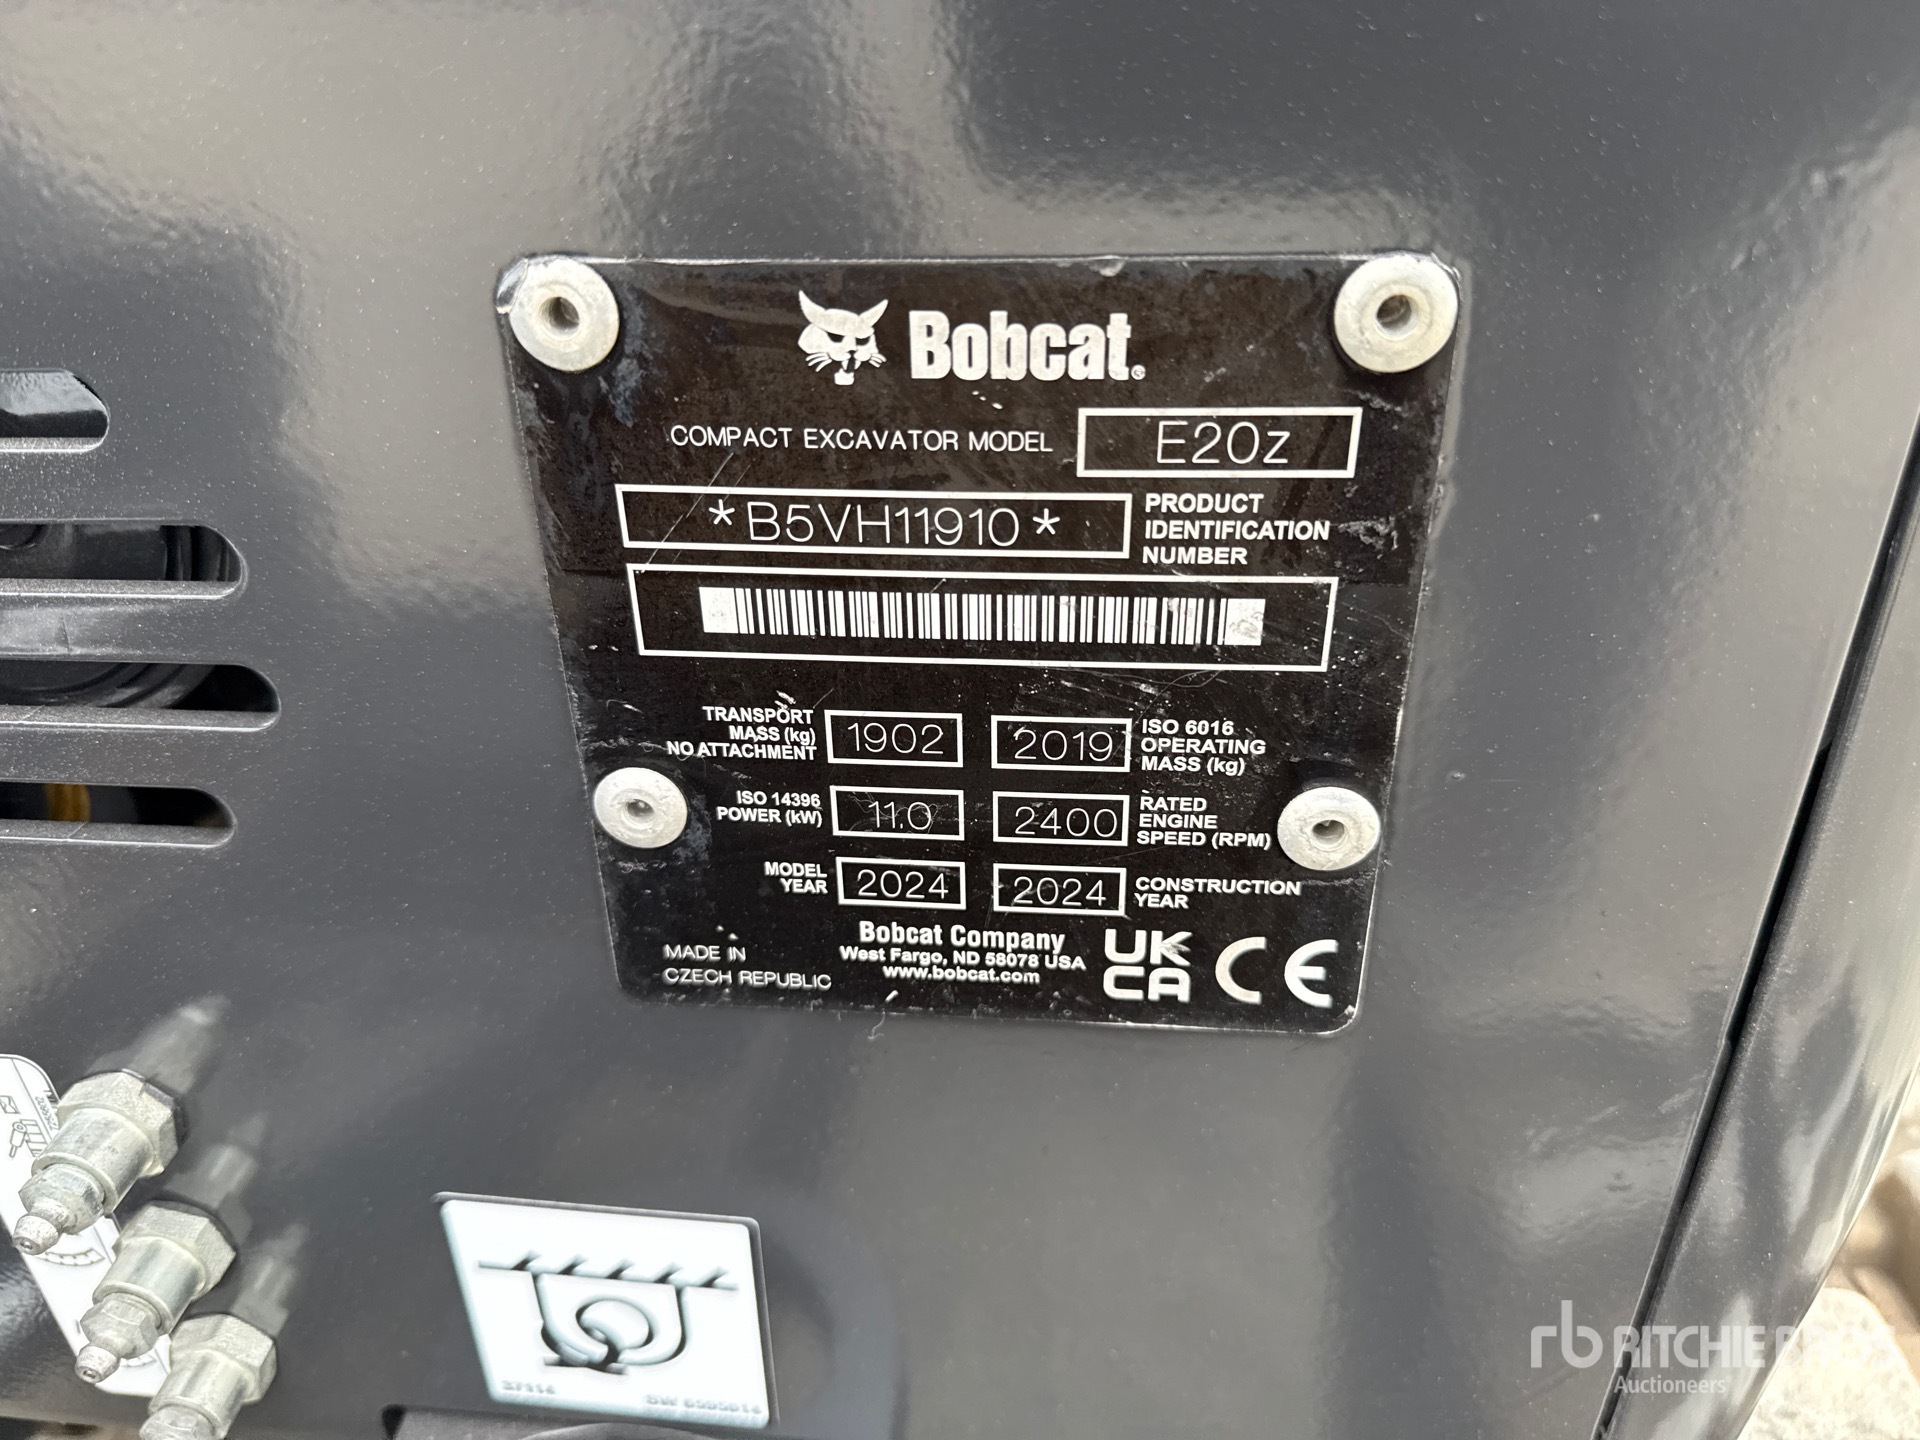 Bobcat®
COMPACT EXCAVATOR MODEL E20z
*B5VH11910* PRODUCT IDENTIFICATION NUMBER
TRANSPORT MASS (kg) NO ATTACHMENT 1902
2019 ISO 6016 OPERATING MASS (kg)
ISO 14396 POWER (kW) 11.0
2400 RATED ENGINE SPEED (RPM)
MODEL YEAR 2024
2024 CONSTRUCTION YEAR
MADE IN
CZECH REPUBLIC
Bobcat Company
West Fargo, ND 58078 USA
www.bobcat.com
UK
CA
CE
rb RITCHIE BROS
Auctioneers